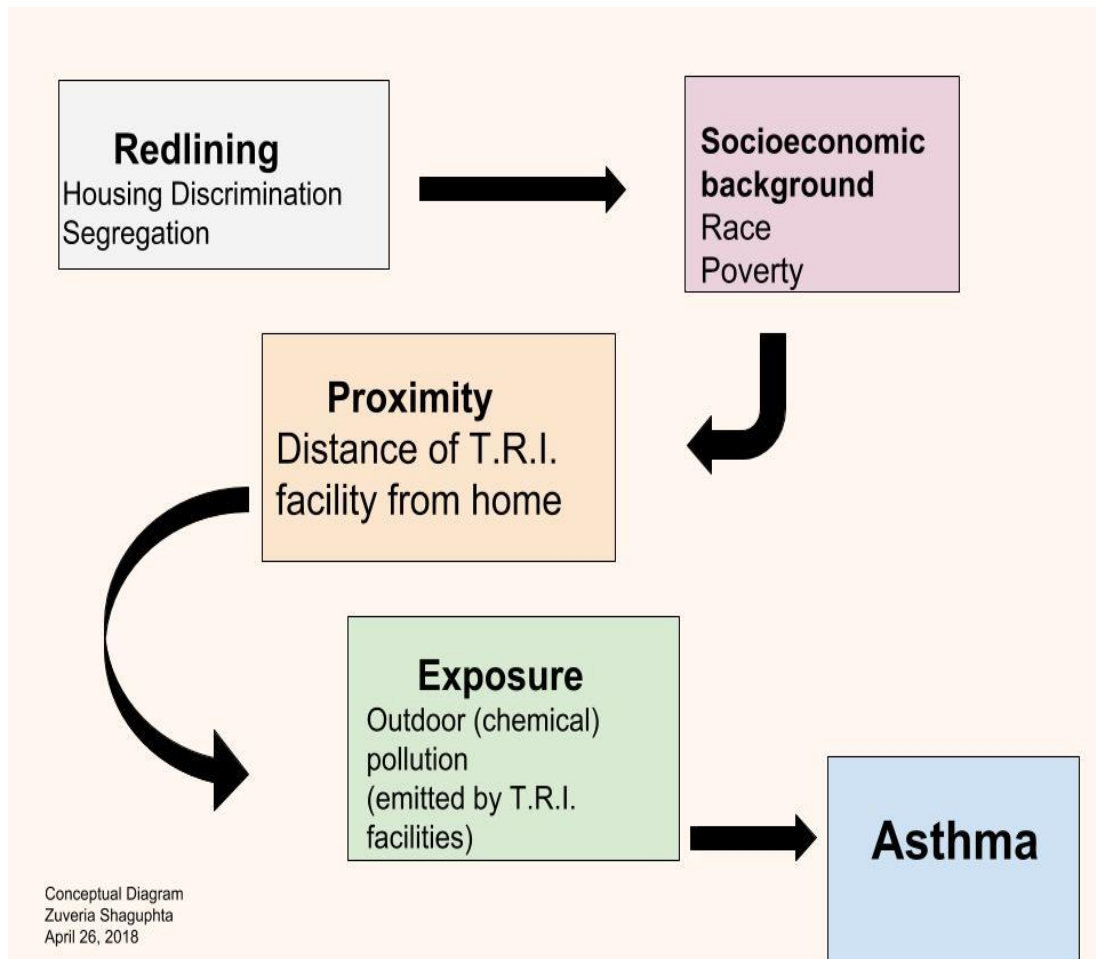 Redlining
Housing Discrimination
Segregation
Socioeconomic
background
Race
Poverty
Proximity
Distance of T.R.I.
facility from home
Exposure
Outdoor (chemical)
pollution
(emitted by T.R.I.
facilities)
Asthma
Conceptual Diagram
Zuveria Shaguphta
April 26, 2018